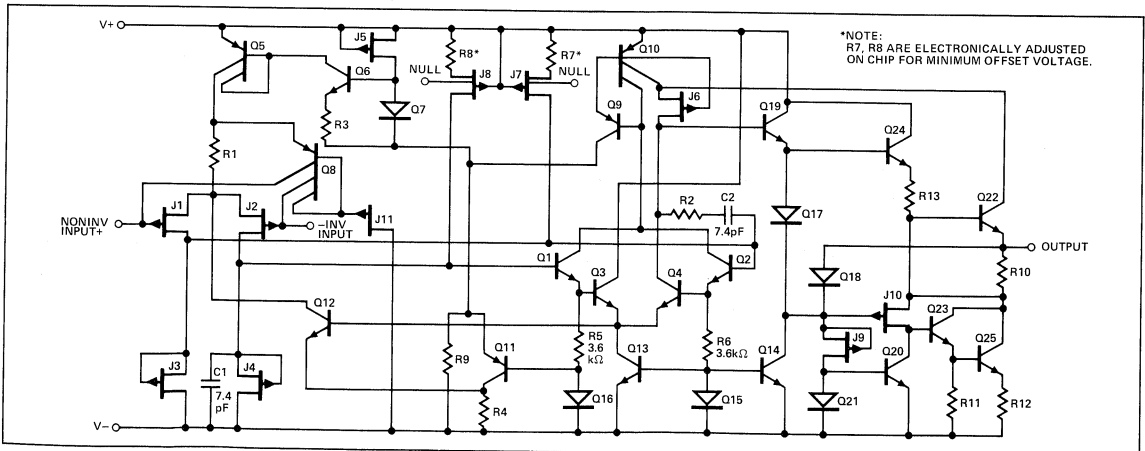 V+
Q5
J5
R8*
J8
J7
R7*
NULL
NULL
Q10
*NOTE:
R7, R8 ARE ELECTRONICALLY ADJUSTED
ON CHIP FOR MINIMUM OFFSET VOLTAGE.
Q6
Q7
R3
Q9
J6
Q19
Q24
R1
Q8
R13
Q22
J1
J2
NONINV
INPUT+
-INV
INPUT
J11
R2
C2
7.4pF
Q17
OUTPUT
Q1
Q3
Q4
Q2
Q18
R10
J10
Q12
Q11
R9
R5
3.6
kΩ
Q13
R6
3.6kΩ
Q14
J9
Q23
Q25
Q20
J3
C1
7.4
pF
J4
R4
Q16
Q15
Q21
R11
R12
V-